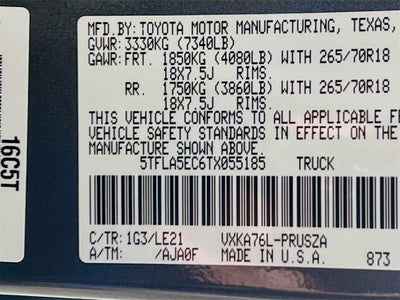 MFD.BY: TOYOTA MOTOR MANUFACTURING, TEXAS,
GVWR: 3330KG (7340LB)
GAWR: FRT. 1850KG (4080LB) WITH 265/70R18
18X7.5J RIMS.
RR. 1750KG (3860LB) WITH 265/70R18
18X7.5J RIMS.
THIS VEHICLE CONFORMS TO ALL APPLICABLE F
VEHICLE SAFETY STANDARDS IN EFFECT ON THE
MANUFACTURE SHOWN ABOVE.
5TFLA5EC6TX055185 TRUCK
C/TR: 1G3/LE21 VXKA76L-PRUSZA
A/TM: /AJA0F MADE IN U.S.A. 873
16C5T